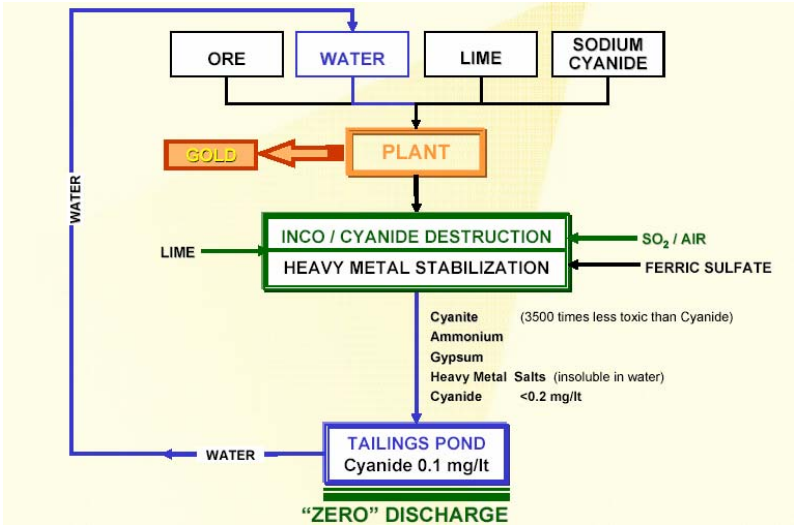 ORE
WATER
LIME
SODIUM
CYANIDE
GOLD
PLANT
WATER
INCO / CYANIDE DESTRUCTION
SO₂ / AIR
LIME
HEAVY METAL STABILIZATION
FERRIC SULFATE
Cyanite (3500 times less toxic than Cyanide)
Ammonium
Gypsum
Heavy Metal Salts (insoluble in water)
Cyanide <0.2 mg/lt
TAILINGS POND
WATER
Cyanide 0.1 mg/lt
"ZERO" DISCHARGE